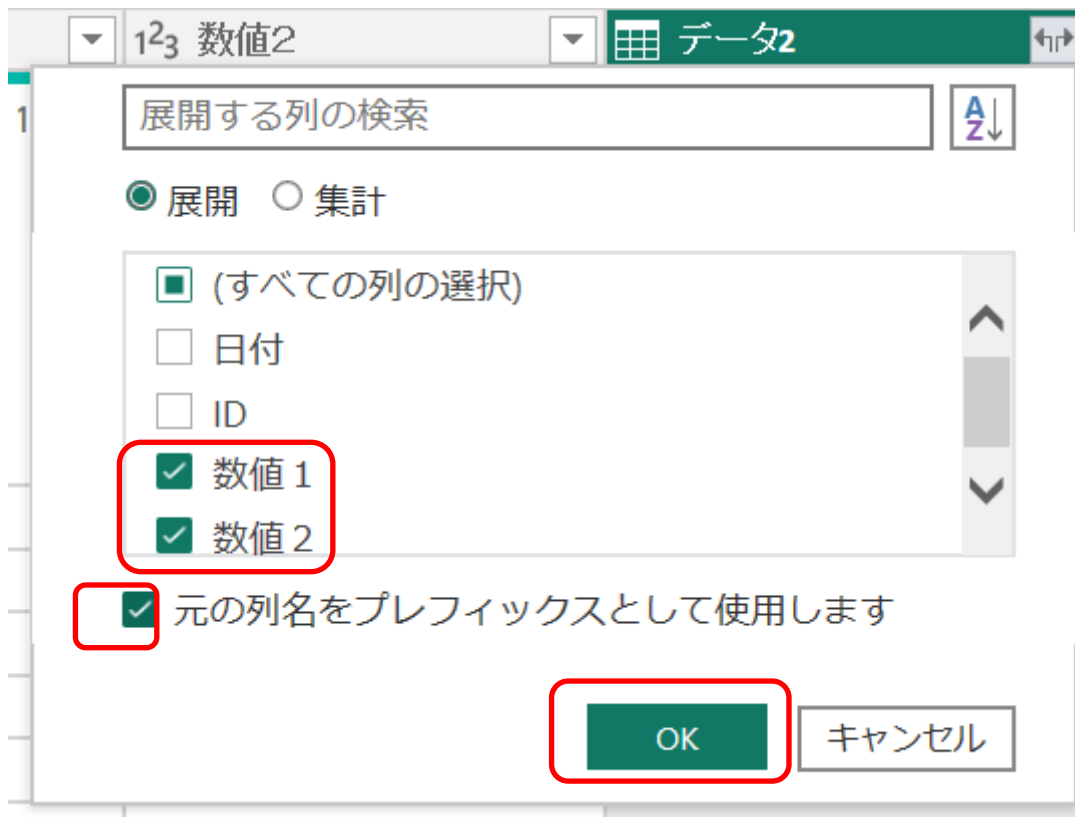 1²₃ 数値2 データ2
1
展開する列の検索 AZ
展開 集計
(すべての列の選択)
日付
ID
数値1
数値2
元の列名をプレフィックスとして使用します
OK キャンセル